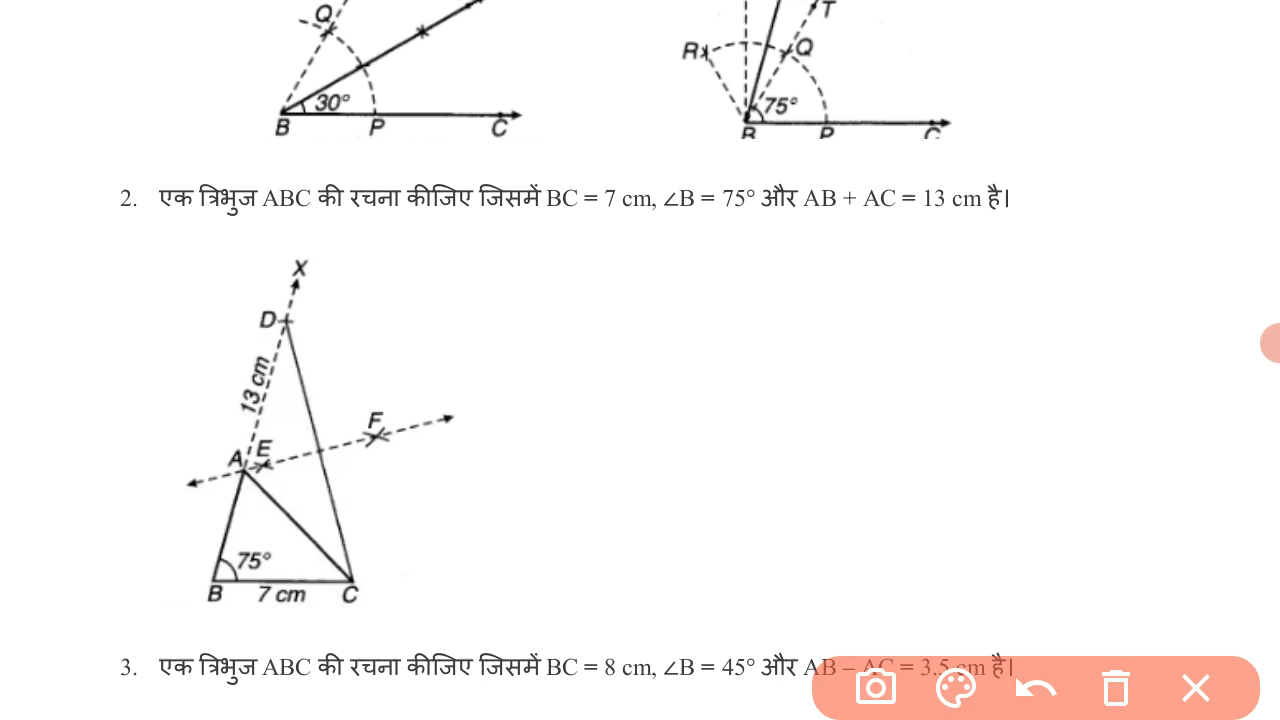 Q
30°
B P C
T
R Q
75°
B P C
2. एक त्रिभुज ABC की रचना कीजिए जिसमें BC = 7 cm, ∠B = 75° और AB + AC = 13 cm है।
X
D
13 cm
F
A E
75°
B 7 cm C
3. एक त्रिभुज ABC की रचना कीजिए जिसमें BC = 8 cm, ∠B = 45° और AB – AC = 3.5 cm है।